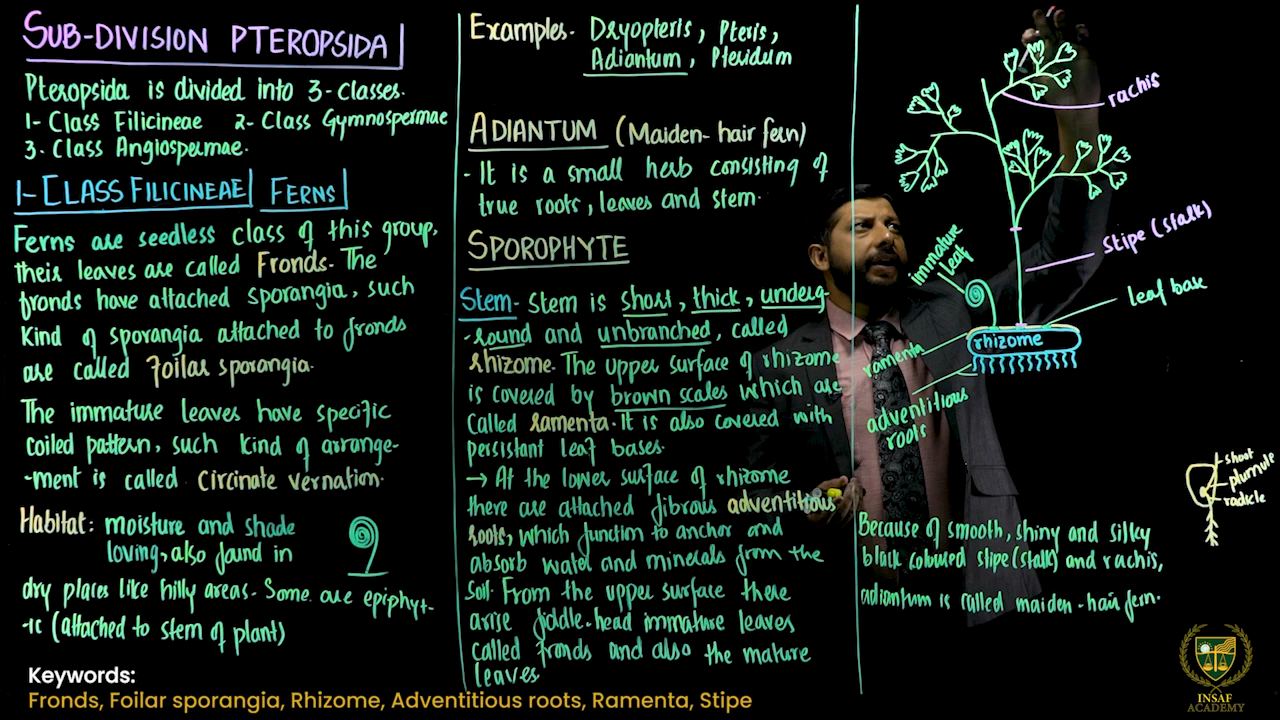 SUB-DIVISION PTEROPSIDA
Pteropsida is divided into 3-classes.
1- Class Filicineae 2- Class Gymnospermae
3. Class Angiospermae.
1- CLASS FILICINEAE FERNS
Ferns are seedless class of this group,
their leaves are called Fronds. The
fronds have attached sporangia, such
Kind of sporangia attached to fronds
are called Foilar sporangia.
The immature leaves have specific
coiled pattern, such kind of arrange-
-ment is called circinate vernation.
Habitat: moisture and shade
loving, also found in
dry places like hilly areas. Some are epiphyt-
-ic (attached to stem of plant)
Examples- Dryopteris, Pteris,
Adiantum, Pteridum
ADIANTUM (Maiden-hair fern)
- It is a small herb consisting of
true roots, leaves and stem.
SPOROPHYTE
Stem- Stem is short, thick, underg-
-round and unbranched, called
rhizome. The upper surface of rhizome
is covered by brown scales which are
called ramenta. It is also covered with
persistant leaf bases.
→ At the lower surface of rhizome
there are attached fibrous adventitious
roots, which function to anchor and
absorb water and minerals from the
soil. From the upper surface there
arise fiddle-head immature leaves
called fronds and also the mature
leaves.
rachis
stipe (stalk)
immature
leaf
leaf base
rhizome
ramenta
adventitious
roots
shoot
plumule
radicle
Because of smooth, shiny and silky
black coloured stipe (stalk) and rachis,
adiantum is called maiden-hair fern.
Keywords:
Fronds, Foilar sporangia, Rhizome, Adventitious roots, Ramenta, Stipe
INSAF
ACADEMY